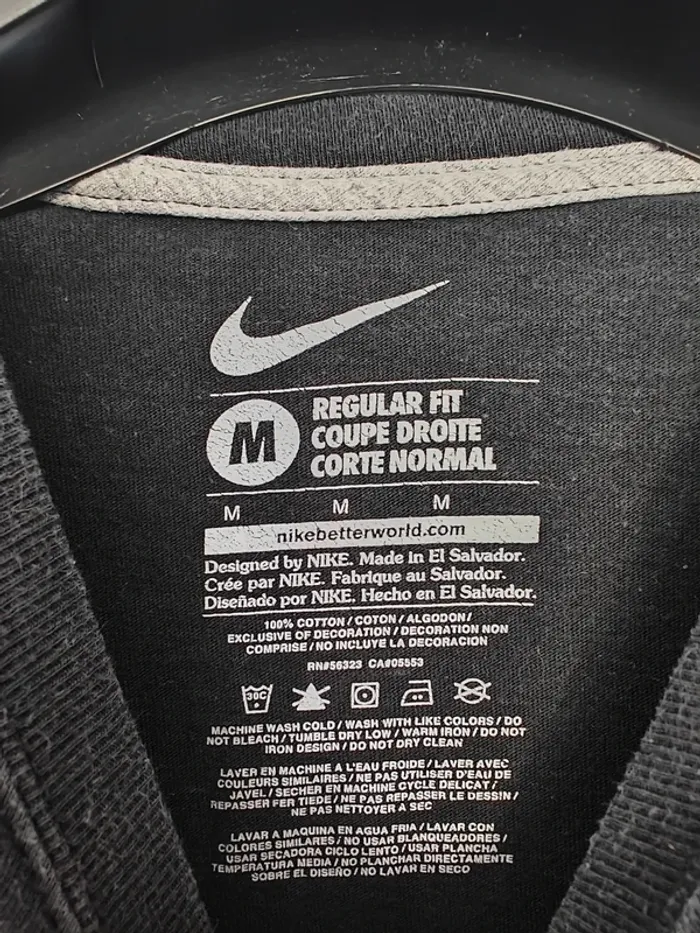 M
REGULAR FIT
COUPE DROITE
CORTE NORMAL
M M M
nikebetterworld.com
Designed by NIKE. Made in El Salvador.
Crée par NIKE. Fabrique au Salvador.
Diseñado por NIKE. Hecho en El Salvador.
100% COTTON / COTON / ALGODON /
EXCLUSIVE OF DECORATION / DECORATION NON
COMPRISE / NO INCLUYE LA DECORACION
RN#56323 CA#05553
30C
MACHINE WASH COLD / WASH WITH LIKE COLORS / DO
NOT BLEACH / TUMBLE DRY LOW / WARM IRON / DO NOT
IRON DESIGN / DO NOT DRY CLEAN
LAVER EN MACHINE A L'EAU FROIDE / LAVER AVEC
COULEURS SIMILAIRES / NE PAS UTILISER D'EAU DE
JAVEL / SECHER EN MACHINE CYCLE DELICAT /
REPASSER FER TIEDE / NE PAS REPASSER LE DESSIN /
NE PAS NETTOYER A SEC
LAVAR A MAQUINA EN AGUA FRIA / LAVAR CON
COLORES SIMILARES / NO USAR BLANQUEADORES /
USAR SECADORA CICLO LENTO / USAR PLANCHA
TEMPERATURA MEDIA / NO PLANCHAR DIRECTAMENTE
SOBRE EL DISEÑO / NO LAVAR EN SECO